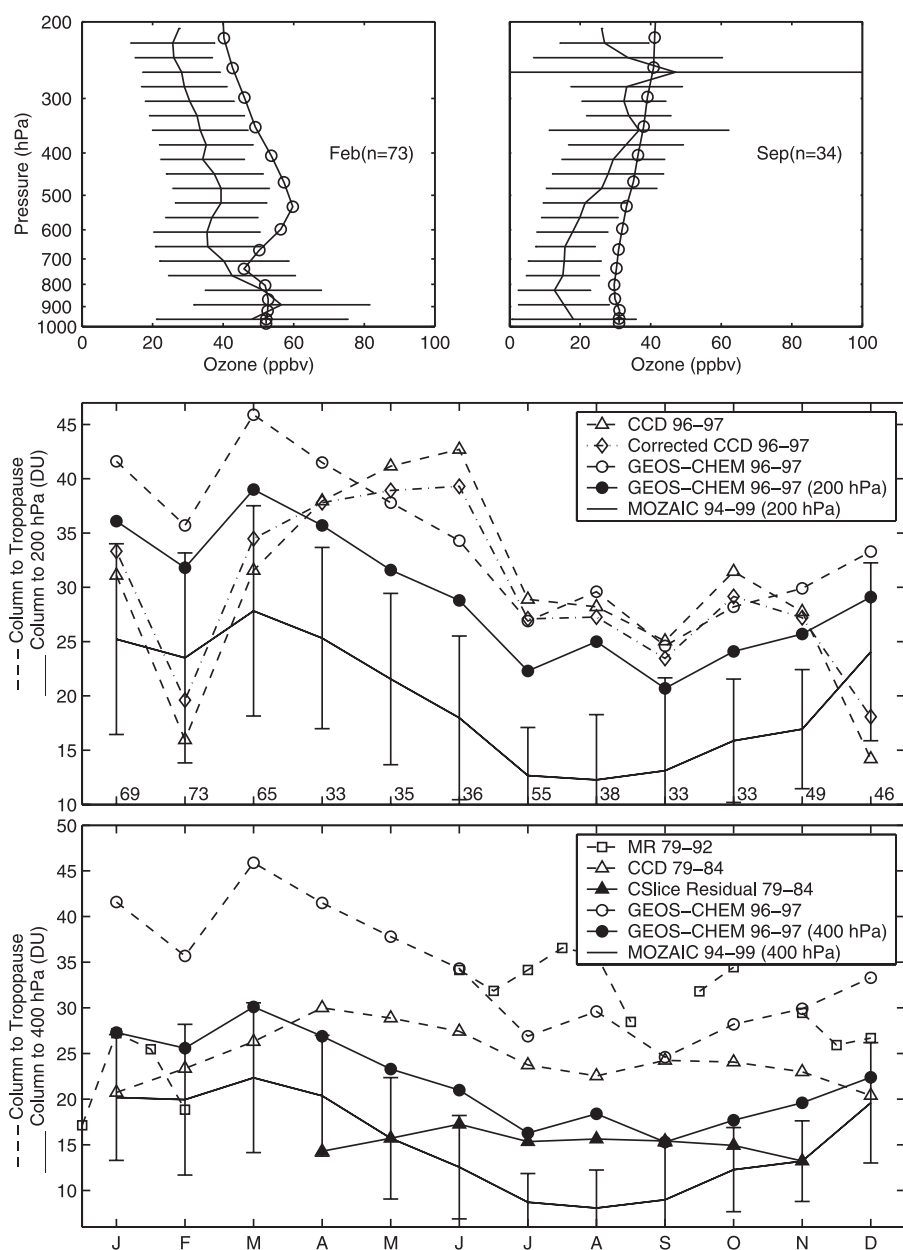 200
300
400
500
600
700
800
900
1000
Pressure (hPa)
Feb(n=73)
0
20
40
60
80
100
Ozone (ppbv)
Sep(n=34)
0
20
40
60
80
100
Ozone (ppbv)
45
40
35
30
25
20
15
10
Column to Tropopause
Column to 200 hPa (DU)
CCD 96–97
Corrected CCD 96–97
GEOS–CHEM 96–97
GEOS–CHEM 96–97 (200 hPa)
MOZAIC 94–99 (200 hPa)
69 73 65 33 35 36 55 38 33 33 49 46
50
45
40
35
30
25
20
15
10
Column to Tropopause
Column to 400 hPa (DU)
MR 79–92
CCD 79–84
CSlice Residual 79–84
GEOS–CHEM 96–97
GEOS–CHEM 96–97 (400 hPa)
MOZAIC 94–99 (400 hPa)
J F M A M J J A S O N D